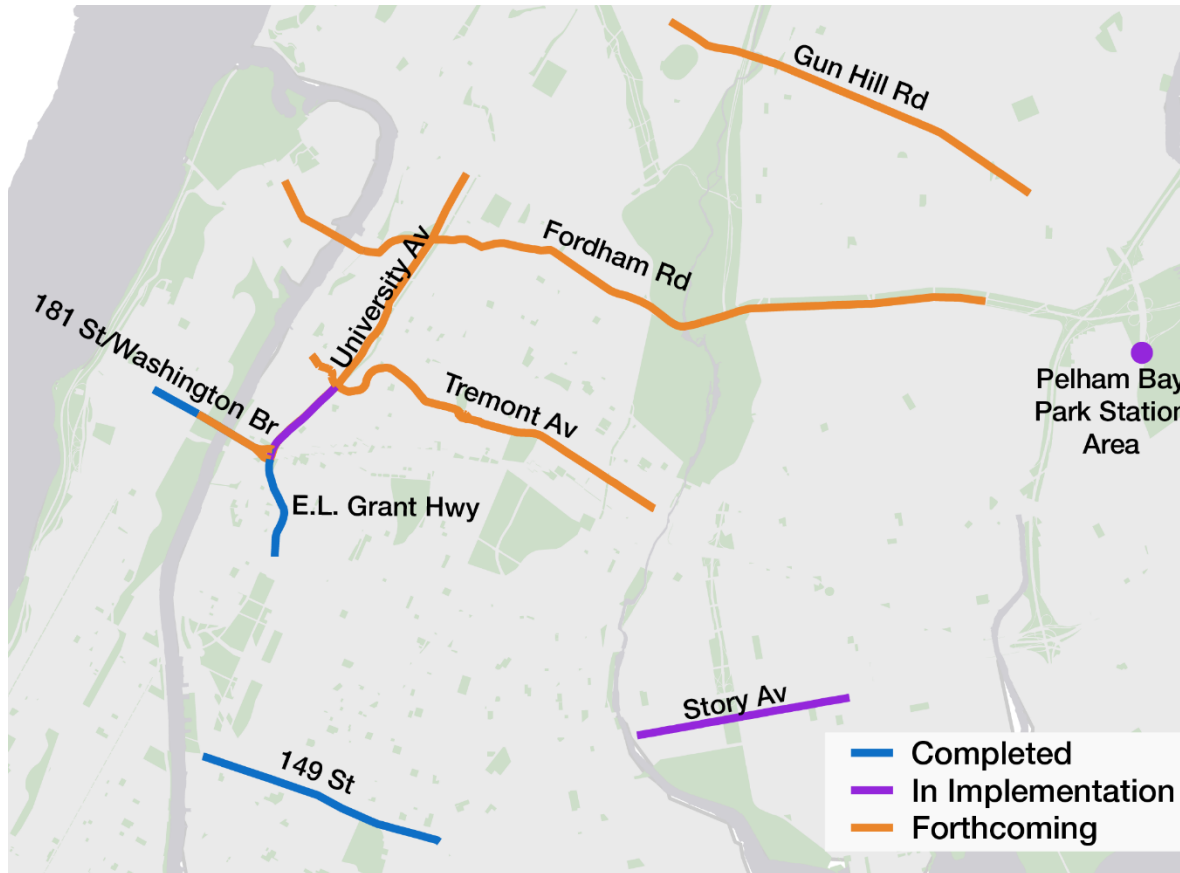 Gun Hill Rd
Fordham Rd
University Av
181 St/Washington Br
Tremont Av
Pelham Bay
Park Station
Area
E.L. Grant Hwy
Story Av
149 St
Completed
In Implementation
Forthcoming